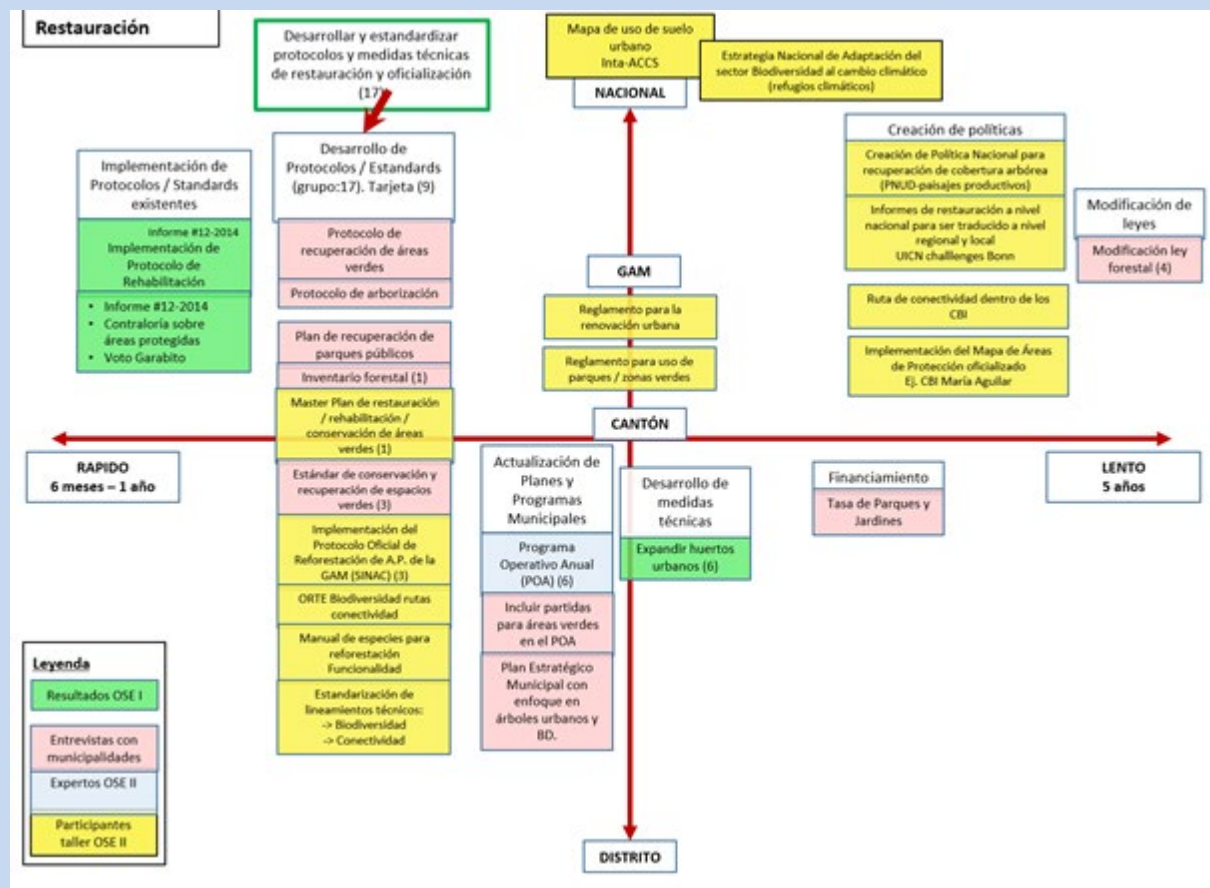 Restauración
Desarrollar y estandarizar
protocolos y medidas técnicas
de restauración y oficialización
(17)
Mapa de uso de suelo
urbano
Inta-ACCS
NACIONAL
Estrategia Nacional de Adaptación del
sector Biodiversidad al cambio climático
(refugios climáticos)
Implementación de
Protocolos / Standards
existentes
Informe #12-2014
Implementación de
Protocolo de
Rehabilitación
• Informe #12-2014
• Contraloría sobre
áreas protegidas
• Voto Garabito
Desarrollo de
Protocolos / Estandards
(grupo:17). Tarjeta (9)
Protocolo de
recuperación de áreas
verdes
Protocolo de arborización
Plan de recuperación de
parques públicos
Inventario forestal (1)
Master Plan de restauración
/ rehabilitación /
conservación de áreas
verdes (1)
Estándar de conservación y
recuperación de espacios
verdes (3)
Implementación del
Protocolo Oficial de
Reforestación de A.P. de la
GAM (SINAC) (3)
ORTE Biodiversidad rutas
conectividad
Manual de especies para
reforestación
Funcionalidad
Estandarización de
lineamientos técnicos:
-> Biodiversidad
-> Conectividad
GAM
Reglamento para la
renovación urbana
Reglamento para uso de
parques / zonas verdes
CANTÓN
Creación de políticas
Creación de Política Nacional para
recuperación de cobertura arbórea
(PNUD-paisajes productivos)
Informes de restauración a nivel
nacional para ser traducido a nivel
regional y local
UICN challlenges Bonn
Ruta de conectividad dentro de los
CBI
Implementación del Mapa de Áreas
de Protección oficializado
Ej. CBI María Aguilar
Modificación de
leyes
Modificación ley
forestal (4)
RAPIDO
6 meses – 1 año
LENTO
5 años
Actualización de
Planes y
Programas
Municipales
Programa
Operativo Anual
(POA) (6)
Incluir partidas
para áreas verdes
en el POA
Plan Estratégico
Municipal con
enfoque en
árboles urbanos y
BD.
Desarrollo de
medidas
técnicas
Expandir huertos
urbanos (6)
Financiamiento
Tasa de Parques y
Jardines
DISTRITO
Leyenda
Resultados OSE I
Entrevistas con
municipalidades
Expertos OSE II
Participantes
taller OSE II